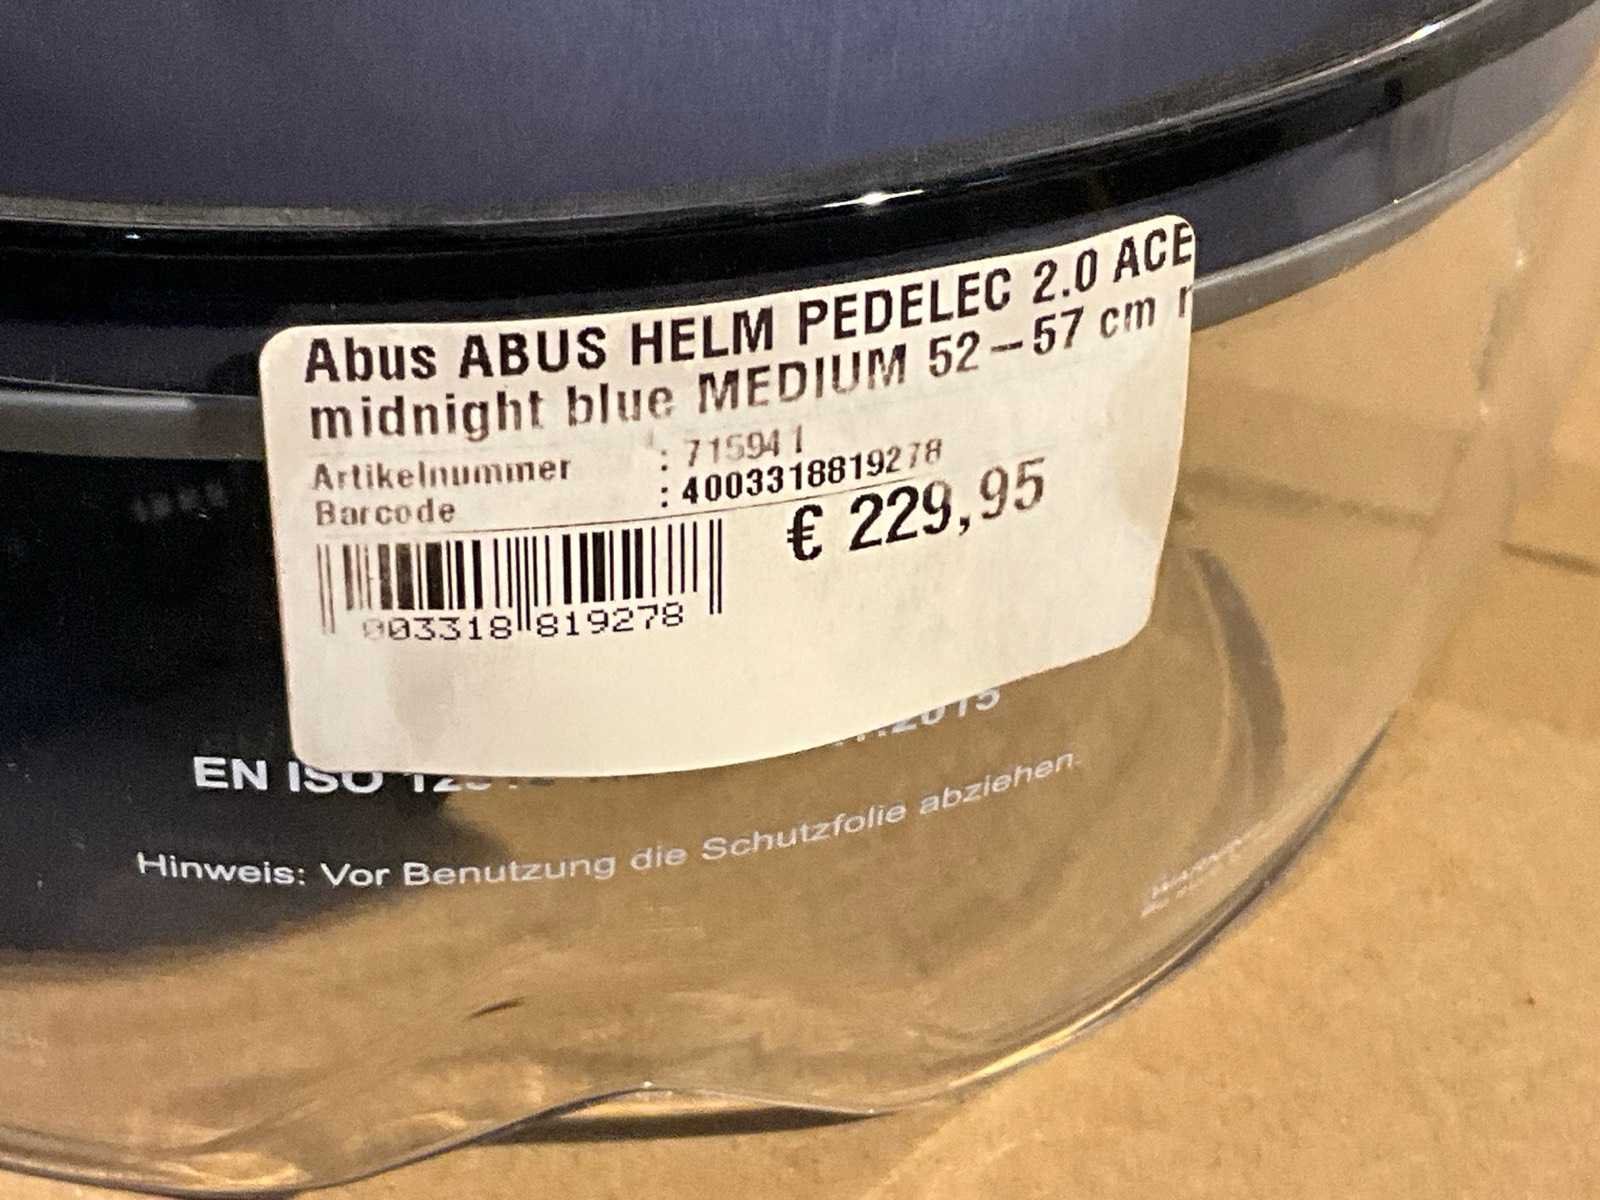 Abus ABUS HELM PEDELEC 2.0 ACE
midnight blue MEDIUM 52-57 cm
Artikelnummer : 715941
Barcode : 4003318819278
€ 229,95
003318 819278
EN ISO
Hinweis: Vor Benutzung die Schutzfolie abziehen.